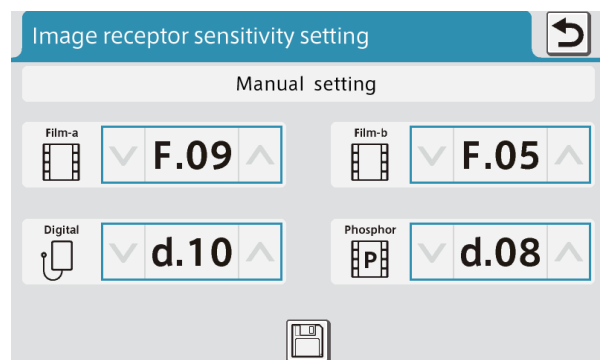 Image receptor sensitivity setting
Manual setting
Film-a
F.09
Film-b
F.05
Digital
d.10
Phosphor
P
d.08